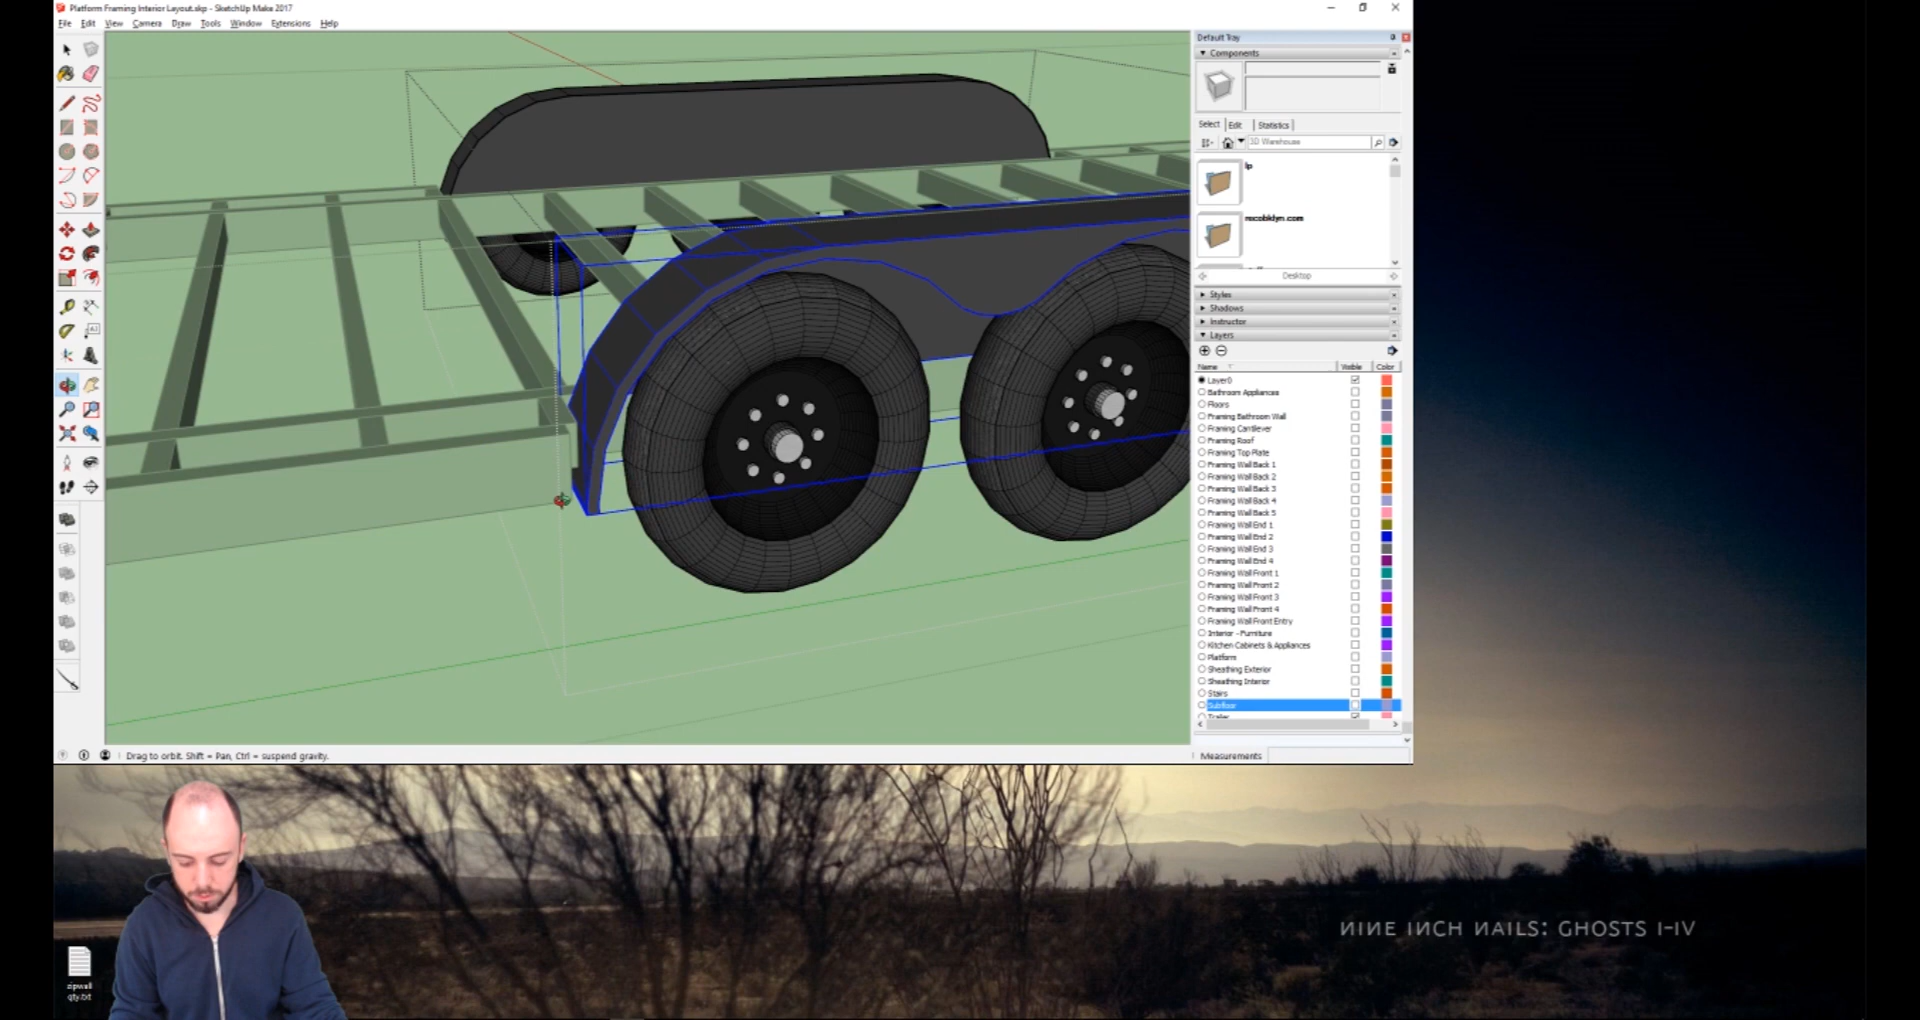 Platform Framing Interior Layout.skp - SketchUp Make 2017
File Edit View Camera Draw Tools Window Extensions Help
Default Tray
Components
Select Edit Statistics
3D Warehouse
lp
Desktop
Styles
Shadows
Instructor
Layers
Name Visible Color
Layer0
Bathroom Appliances
Floors
Framing Bathroom Wall
Framing Cantilever
Framing Roof
Framing Top Plate
Framing Wall Back 1
Framing Wall Back 2
Framing Wall Back 3
Framing Wall Back 4
Framing Wall Back 5
Framing Wall End 1
Framing Wall End 2
Framing Wall End 3
Framing Wall End 4
Framing Wall Front 1
Framing Wall Front 2
Framing Wall Front 3
Framing Wall Front 4
Framing Wall Front Entry
Interior - Furniture
Kitchen Cabinets & Appliances
Platform
Sheathing Exterior
Sheathing Interior
Stairs
Subfloor
Trailer
Drag to orbit. Shift = Pan, Ctrl = suspend gravity.
Measurements
zipwall
qty.txt
NINE INCH NAILS: GHOSTS I-IV